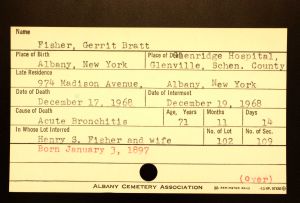 Name
Fisher, Gerrit Bratt
Place of Birth Place of Death
Albany, New York Glenridge Hospital, Glenville, Schen. County
Late Residence
974 Madison Avenue, Albany, New York
Date of Death Date of Interment
December 17, 1968 December 19, 1968
Cause of Death Age, Years Months Days
Acute Bronchitis 71 11 14
In Whose Lot Interred No. of Lot No. of Sec.
Henry S. Fisher and wife 102 109
Born January 3, 1897
(over)
ALBANY CEMETERY ASSOCIATION